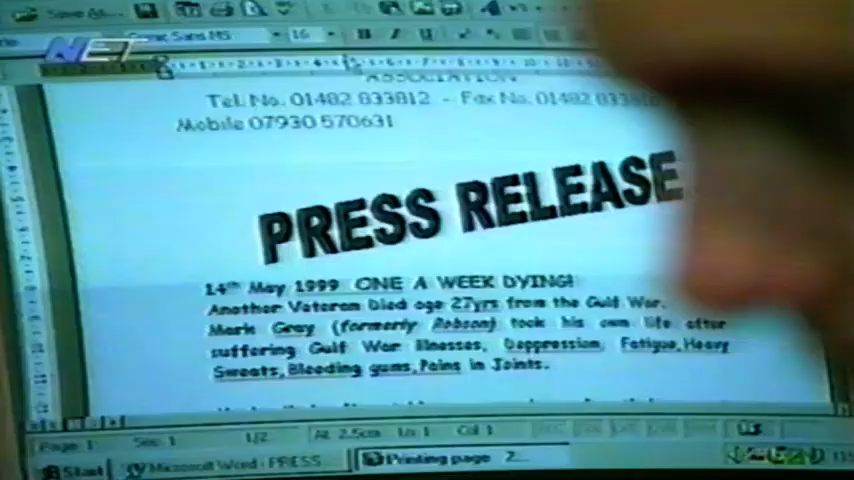 Save As...
NET
Comic Sans MS 16 B I U
ASSOCIATION
Tel. No. 01482 833812 - Fax No. 01482
Mobile 07930 570631
PRESS RELEASE
14th May 1999 ONE A WEEK DYING!
Another Veteran Died age 27yrs from the Gulf War.
Mark Gray (formerly Robson) took his own life after
suffering Gulf War illnesses, Deppression, Fatigue,Heavy
Sweats,Bleeding gums,Pains in Joints.
Page 1 Sec 1 1/2 At 2.5cm Ln 1 Col 1
Start Microsoft Word - PRESS Printing page 2...